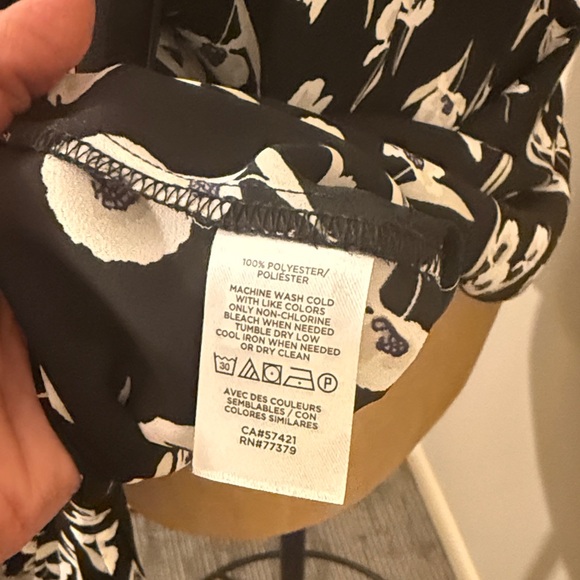 100% POLYESTER/
POLIÉSTER
MACHINE WASH COLD
WITH LIKE COLORS
ONLY NON-CHLORINE
BLEACH WHEN NEEDED
TUMBLE DRY LOW
COOL IRON WHEN NEEDED
OR DRY CLEAN
30 P
AVEC DES COULEURS
SEMBLABLES / CON
COLORES SIMILARES
CA#57421
RN#77379